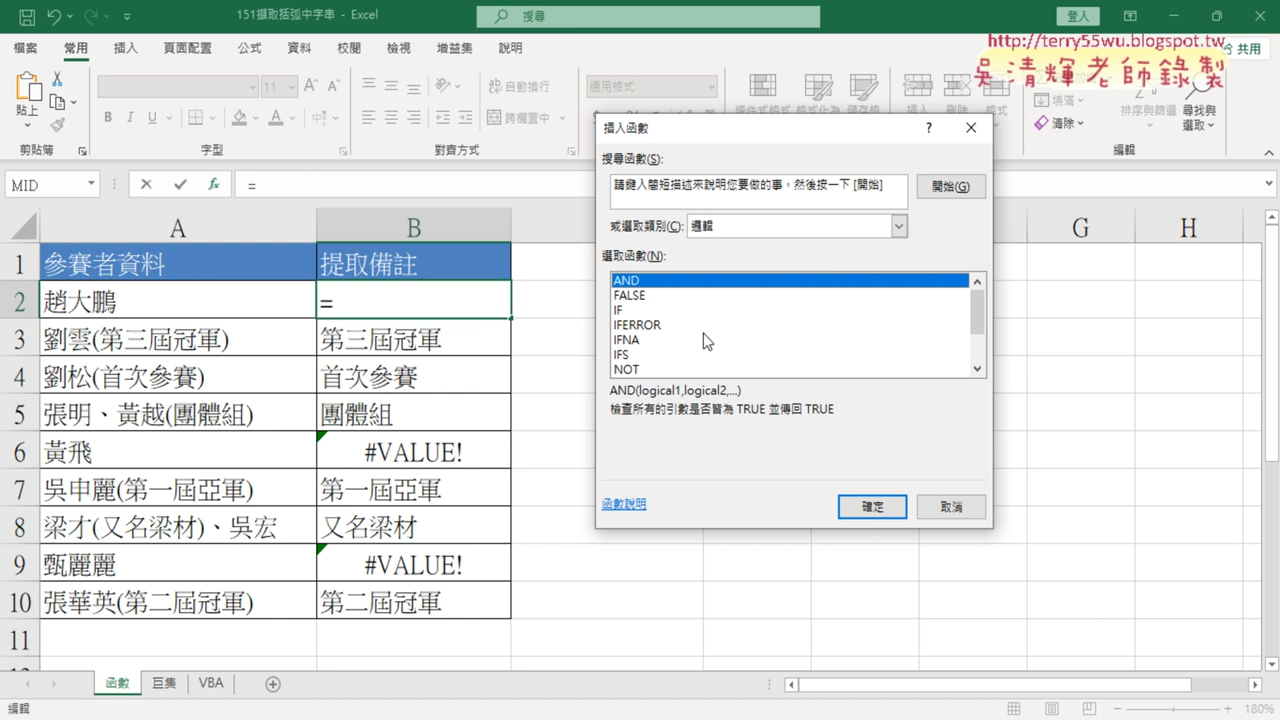 151擷取括弧中字串 - Excel
搜尋
登入
檔案
常用
插入
頁面配置
公式
資料
校閱
檢視
增益集
說明
共用
http://terry55wu.blogspot.tw
吳清輝老師錄製
貼上
剪貼簿
11
字型
自動換行
跨欄置中
對齊方式
通用格式
填滿
清除
排序與篩選
尋找與
選取
編輯
MID
=
插入函數
搜尋函數(S):
請鍵入簡短描述來說明您要做的事，然後按一下 [開始]
開始(G)
或選取類別(C):
邏輯
選取函數(N):
AND
FALSE
IF
IFERROR
IFNA
IFS
NOT
AND(logical1,logical2,...)
檢查所有的引數是否皆為 TRUE 並傳回 TRUE
函數說明
確定
取消
A B G H
1 參賽者資料 提取備註
2 趙大鵬 =
3 劉雲(第三屆冠軍) 第三屆冠軍
4 劉松(首次參賽) 首次參賽
5 張明、黃越(團體組) 團體組
6 黃飛 #VALUE!
7 吳申麗(第一屆亞軍) 第一屆亞軍
8 梁才(又名梁材)、吳宏 又名梁材
9 甄麗麗 #VALUE!
10 張華英(第二屆冠軍) 第二屆冠軍
11
函數
巨集
VBA
編輯
180%